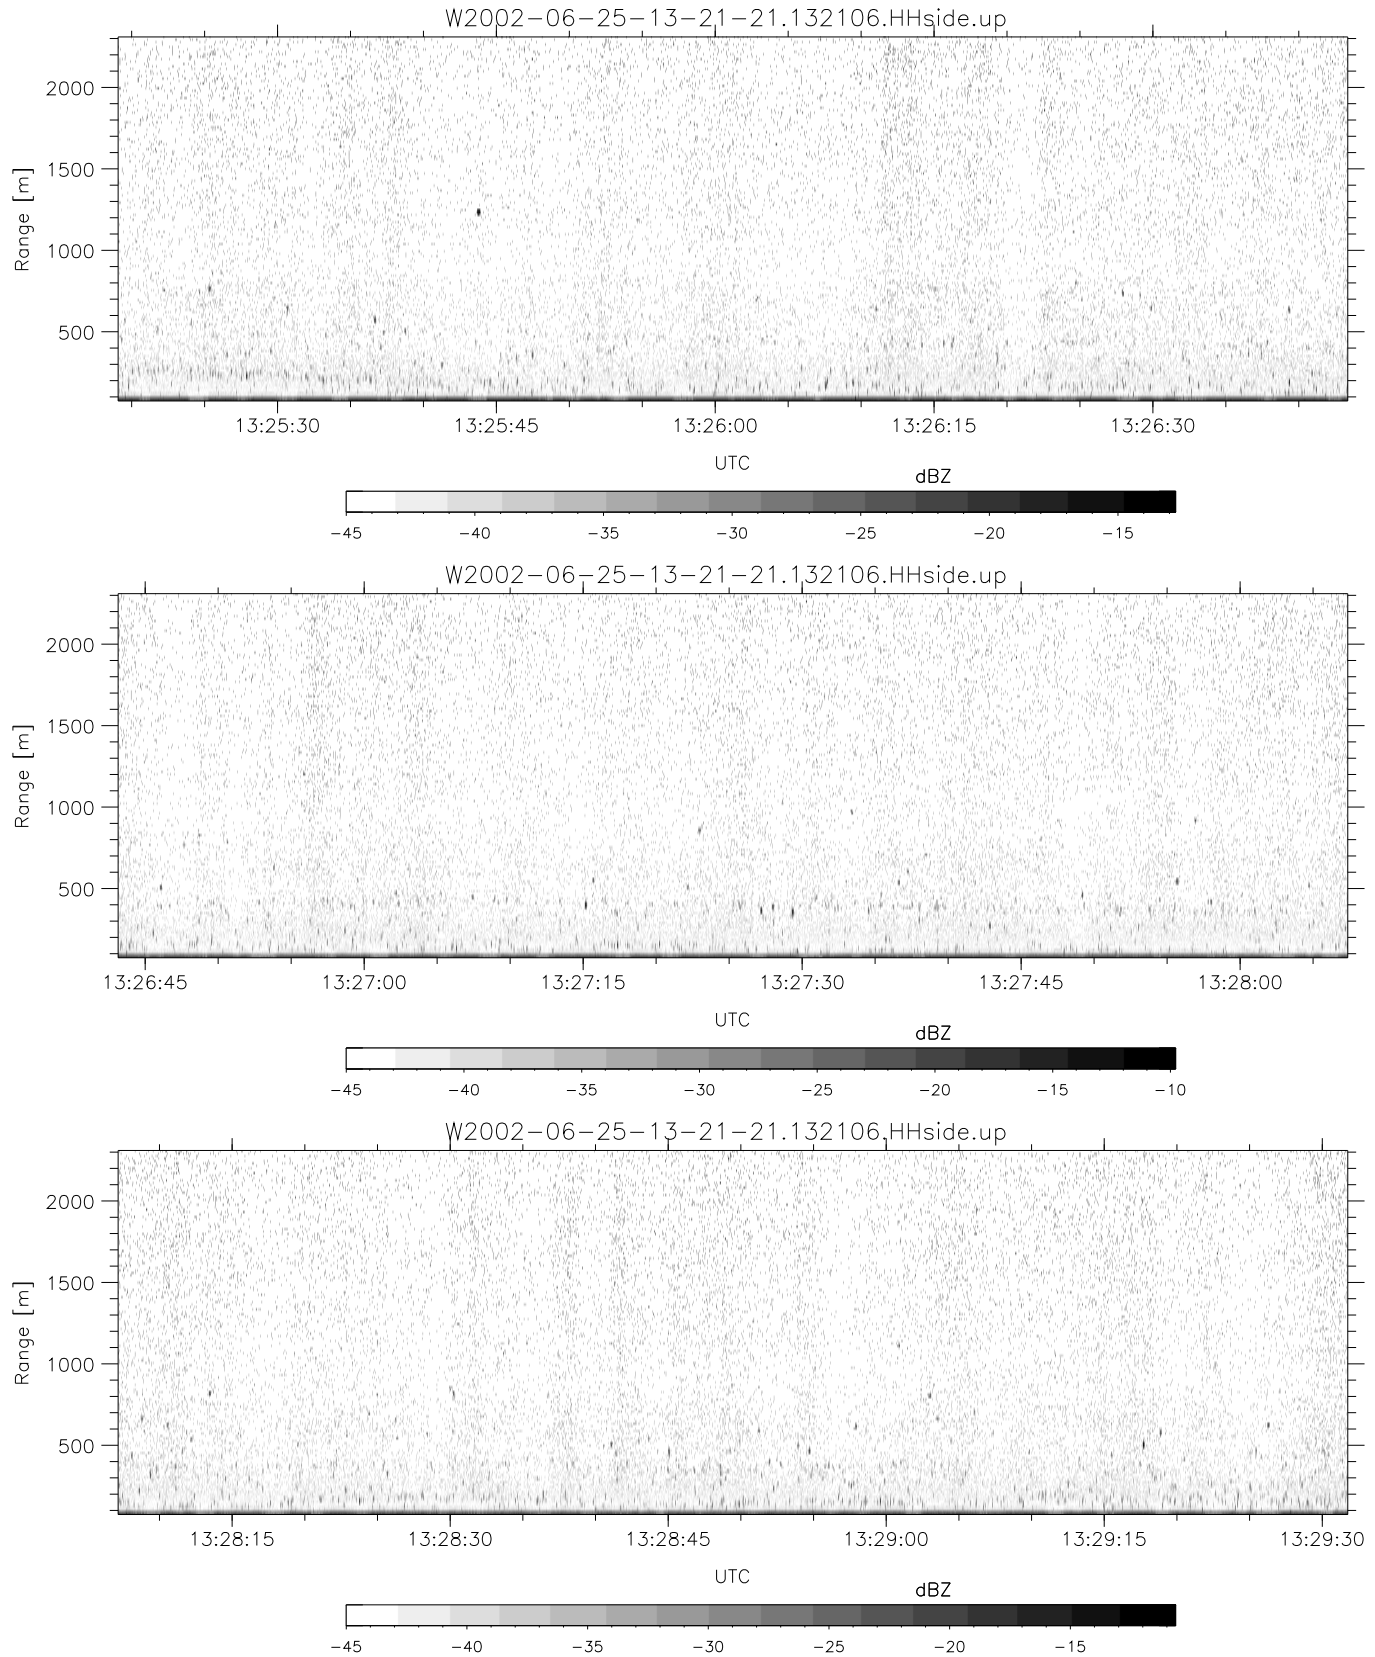 W2002-06-25-13-21-21.132106.HHside.up
2000
1500
1000
500
Range [m]
13:25:30 13:25:45 13:26:00 13:26:15 13:26:30
UTC
dBZ
-45 -40 -35 -30 -25 -20 -15
W2002-06-25-13-21-21.132106.HHside.up
2000
1500
1000
500
Range [m]
13:26:45 13:27:00 13:27:15 13:27:30 13:27:45 13:28:00
UTC
dBZ
-45 -40 -35 -30 -25 -20 -15 -10
W2002-06-25-13-21-21.132106.HHside.up
2000
1500
1000
500
Range [m]
13:28:15 13:28:30 13:28:45 13:29:00 13:29:15 13:29:30
UTC
dBZ
-45 -40 -35 -30 -25 -20 -15